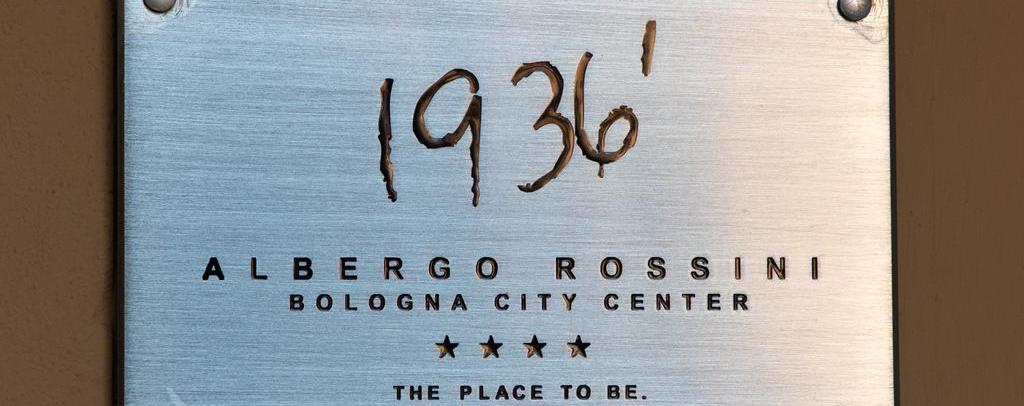 1936'
ALBERGO ROSSINI
BOLOGNA CITY CENTER
★★★★
THE PLACE TO BE.